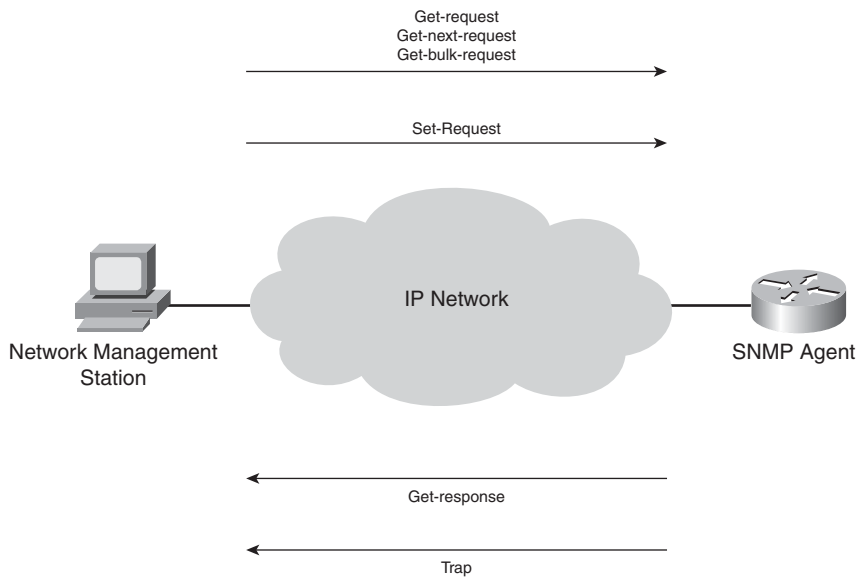 Get-request
Get-next-request
Get-bulk-request
Set-Request
IP Network
Network Management
Station
SNMP Agent
Get-response
Trap